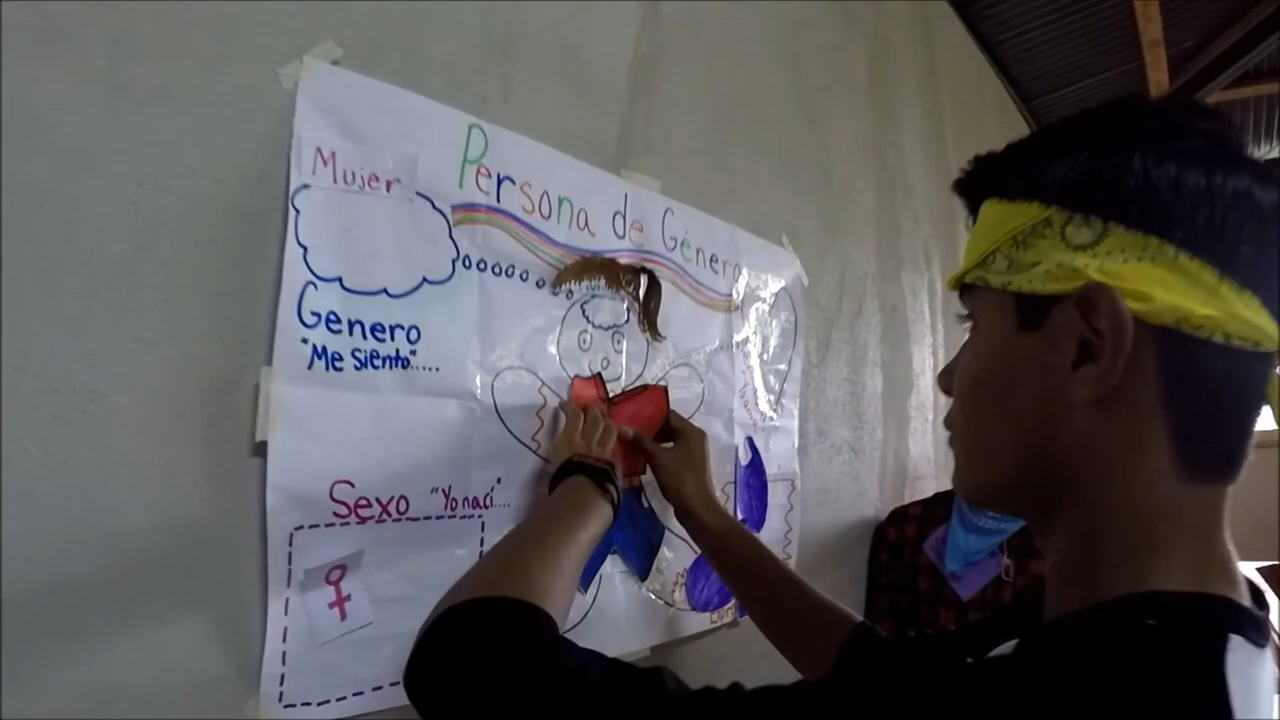 Persona de Género
Mujer
Genero
"Me siento".....
Sexo "Yo nací"....